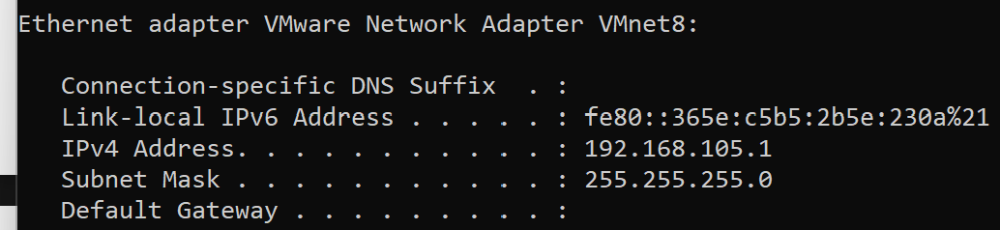 Ethernet adapter VMware Network Adapter VMnet8:
Connection-specific DNS Suffix  . :
Link-local IPv6 Address . . . . . : fe80::365e:c5b5:2b5e:230a%21
IPv4 Address. . . . . . . . . . . : 192.168.105.1
Subnet Mask . . . . . . . . . . . : 255.255.255.0
Default Gateway . . . . . . . . . :